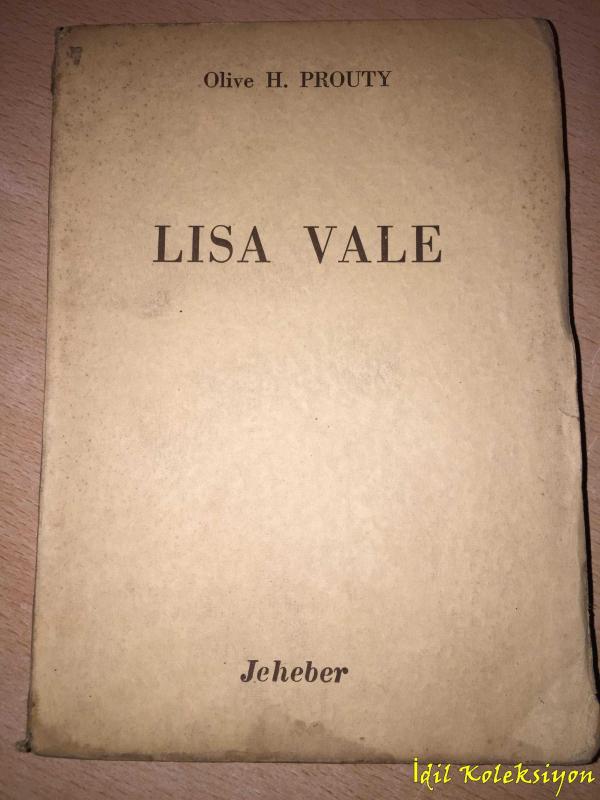 Olive H. PROUTY
LISA VALE
Jeheber
İdil Koleksiyon